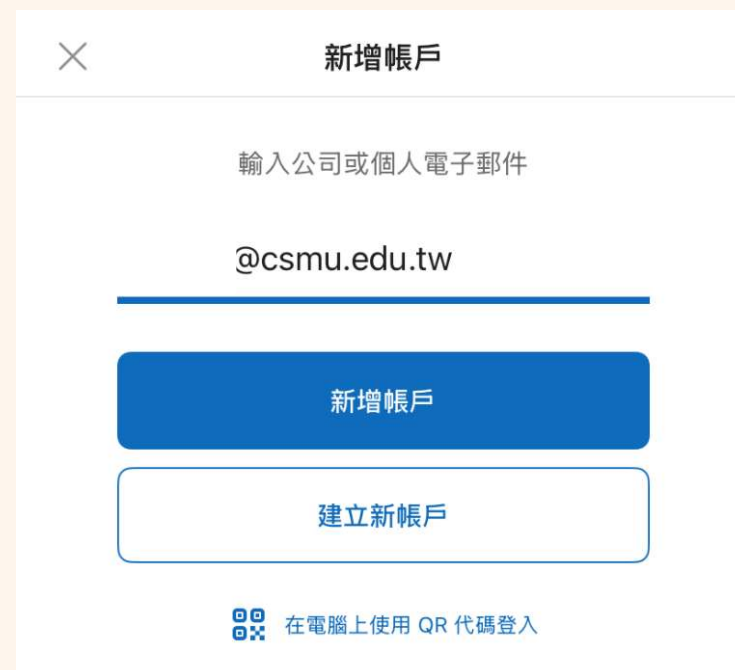 新增帳戶
輸入公司或個人電子郵件
@csmu.edu.tw
新增帳戶
建立新帳戶
在電腦上使用 QR 代碼登入